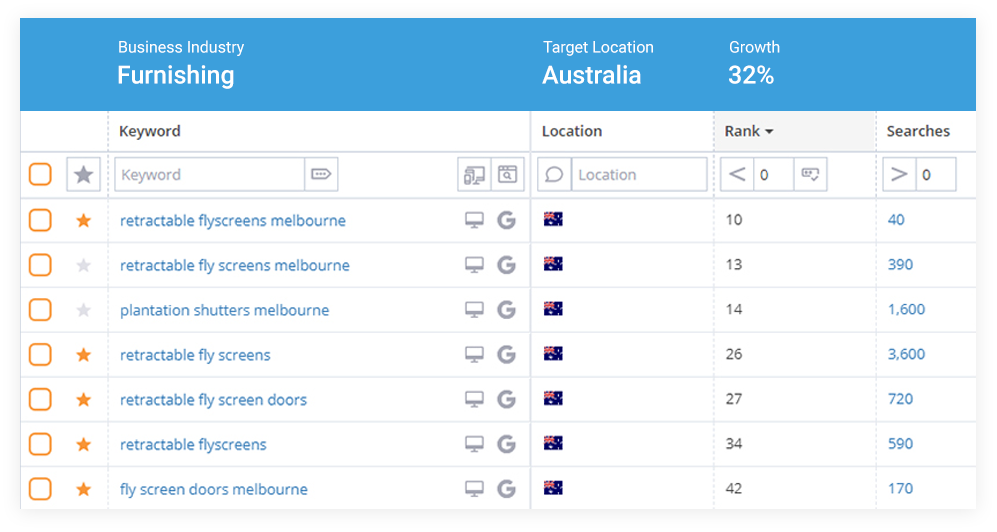 Business Industry Target Location Growth
Furnishing Australia 32%
Keyword Location Rank Searches
Keyword Location < 0 > 0
retractable flyscreens melbourne G 10 40
retractable fly screens melbourne G 13 390
plantation shutters melbourne G 14 1,600
retractable fly screens G 26 3,600
retractable fly screen doors G 27 720
retractable flyscreens G 34 590
fly screen doors melbourne G 42 170